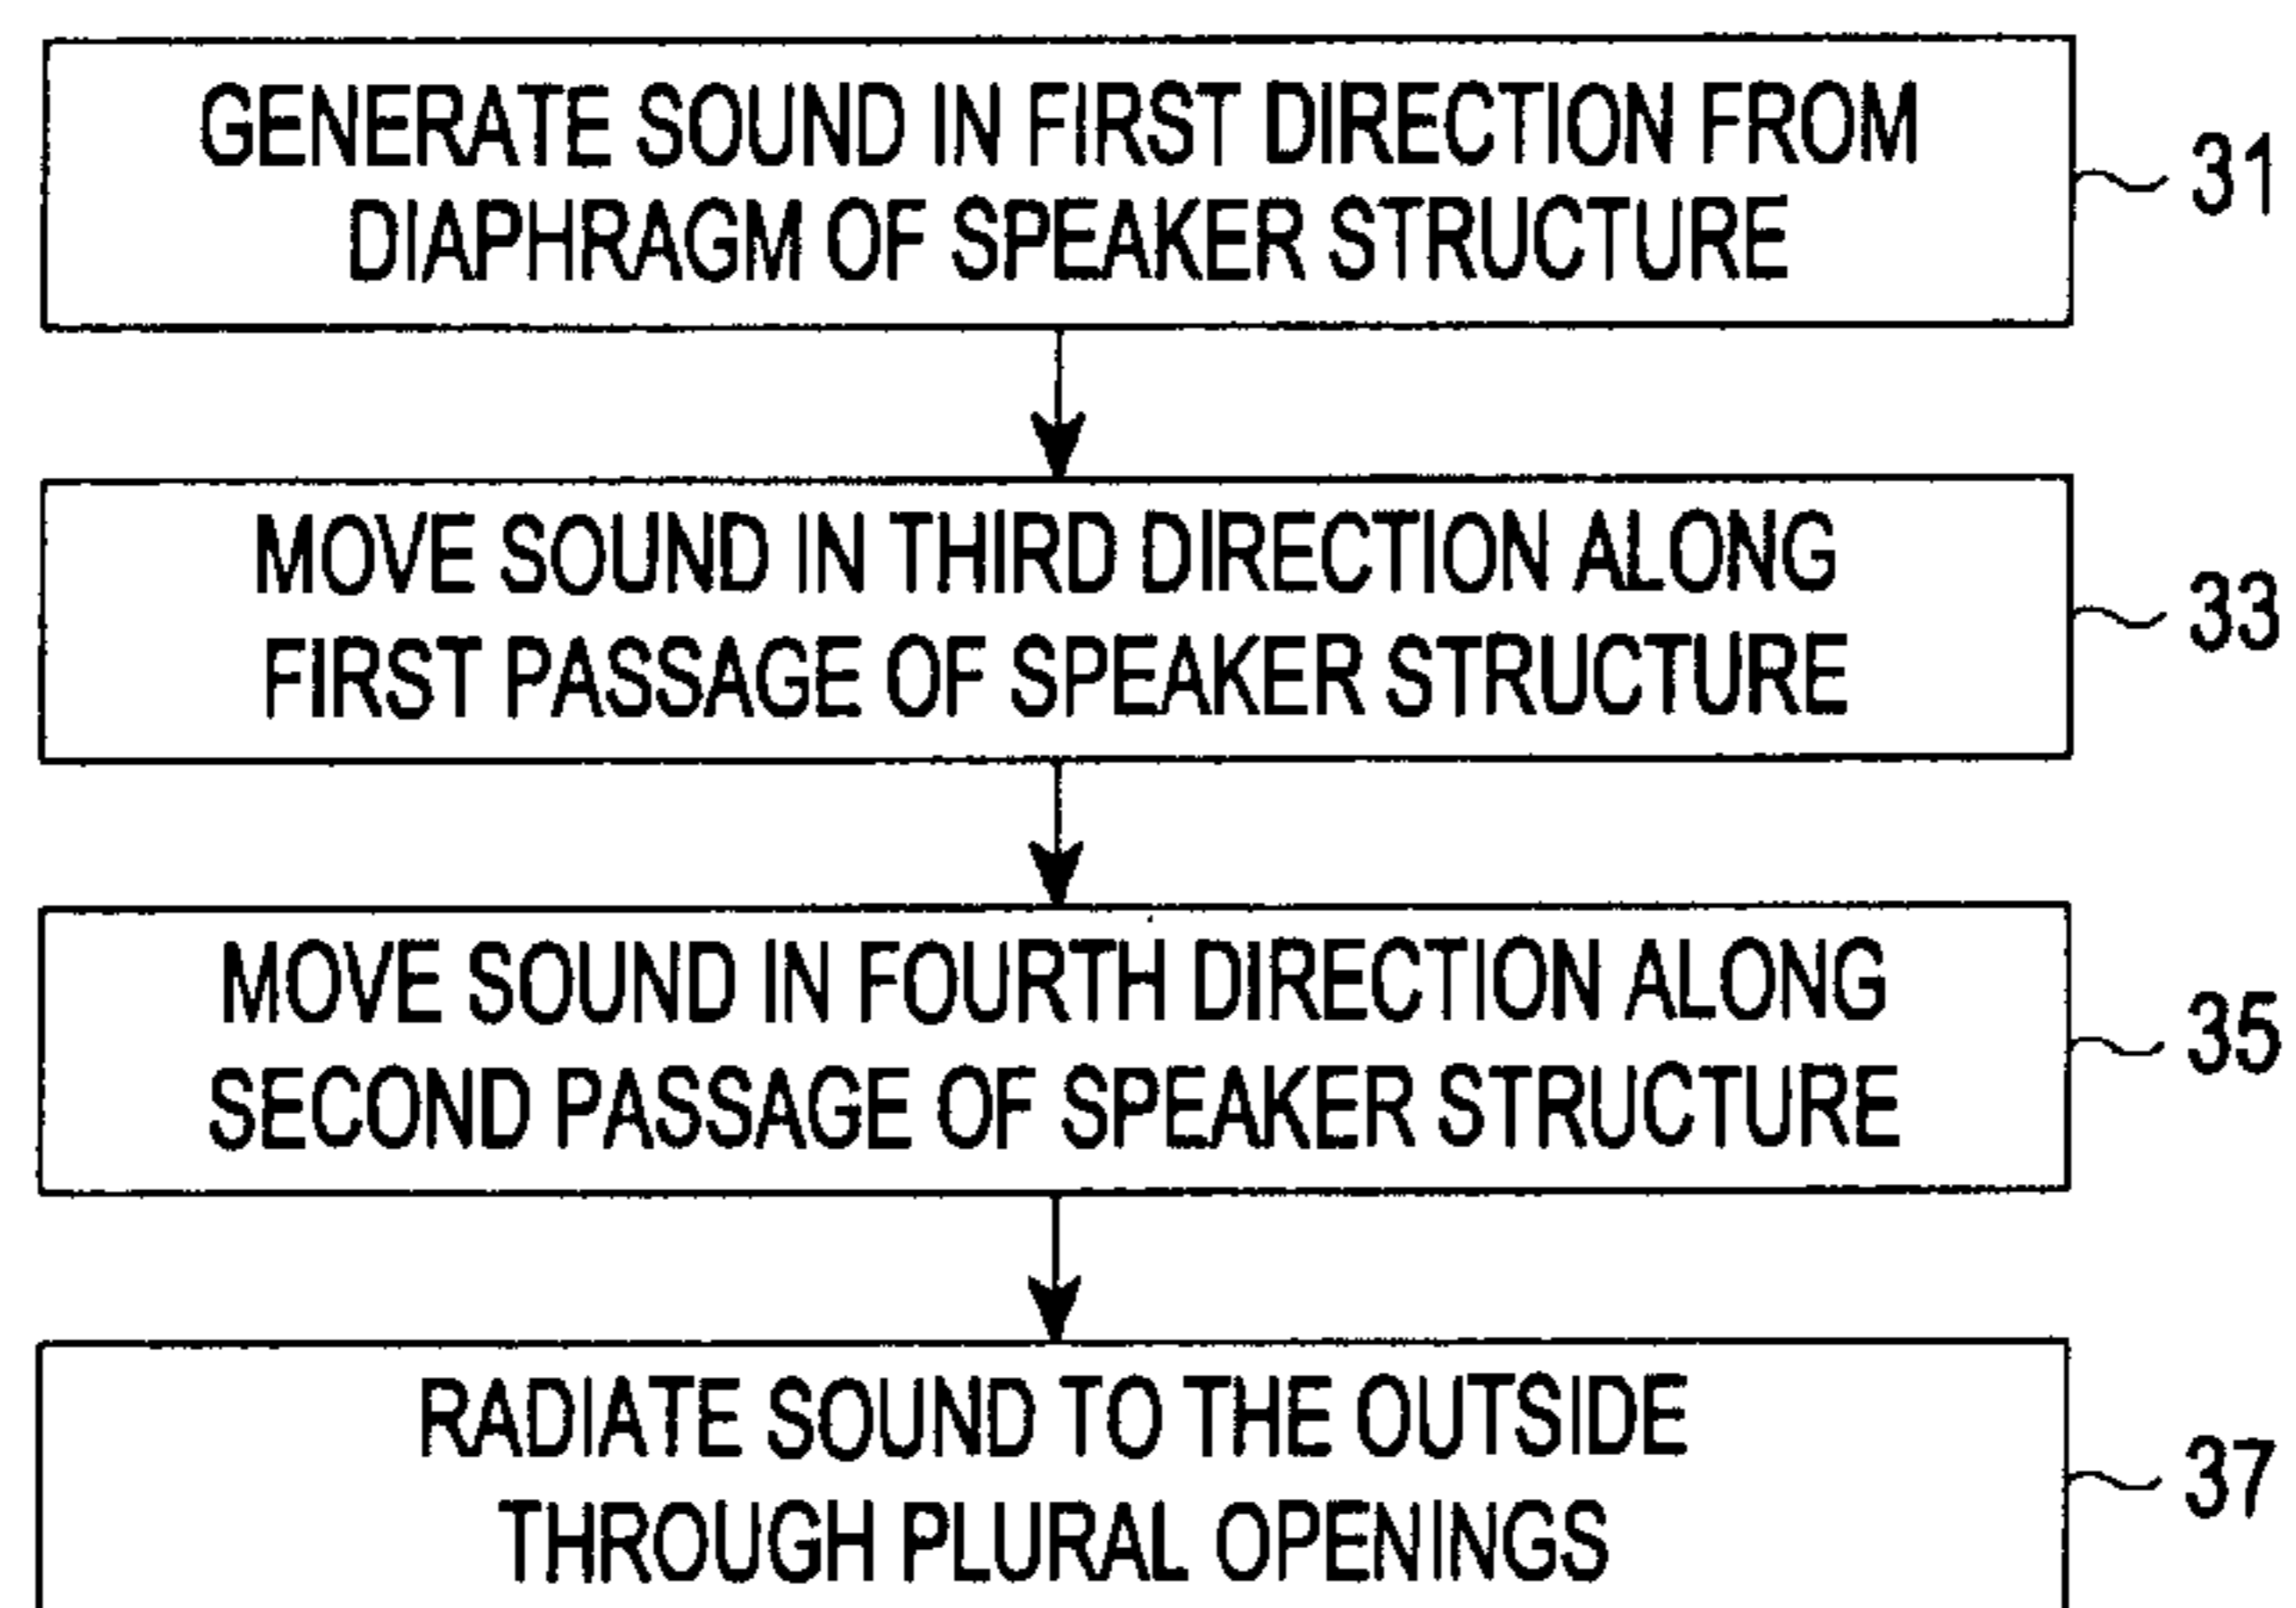 GENERATE SOUND IN FIRST DIRECTION FROM
DIAPHRAGM OF SPEAKER STRUCTURE
31
MOVE SOUND IN THIRD DIRECTION ALONG
FIRST PASSAGE OF SPEAKER STRUCTURE
33
MOVE SOUND IN FOURTH DIRECTION ALONG
SECOND PASSAGE OF SPEAKER STRUCTURE
35
RADIATE SOUND TO THE OUTSIDE
THROUGH PLURAL OPENINGS
37